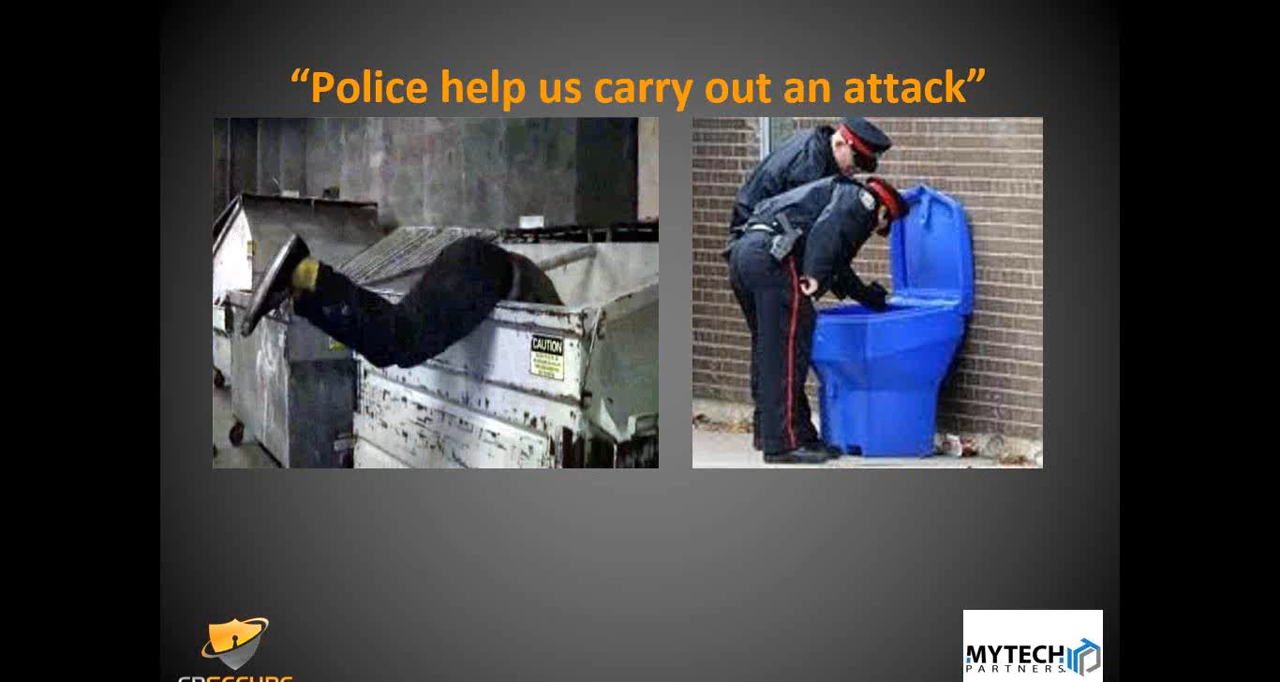 “Police help us carry out an attack”
CAUTION
MYTECH
PARTNERS